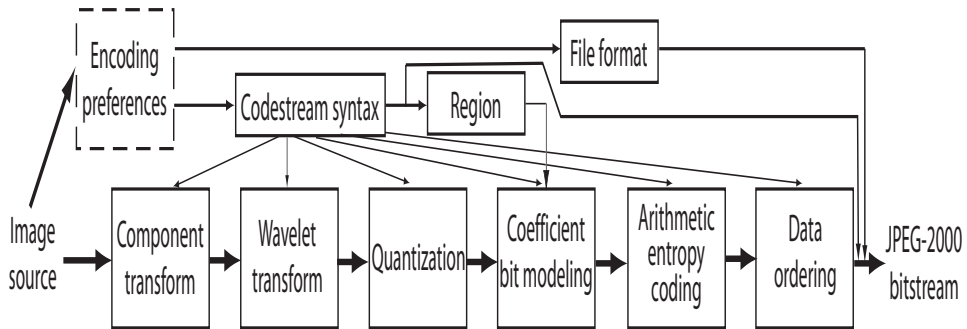 Encoding
preferences
File format
Codestream syntax
Region
Image
source
Component
transform
Wavelet
transform
Quantization
Coefficient
bit modeling
Arithmetic
entropy
coding
Data
ordering
JPEG-2000
bitstream